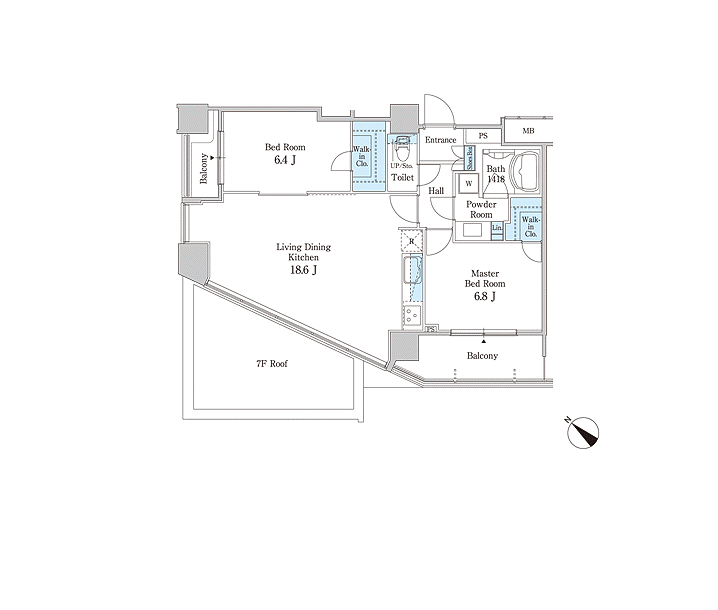 Entrance
PS
MB
Balcony
Bed Room
6.4 J
Walk-
in
Clo.
UP/Sto.
Toilet
Shoes Box
Bath
1418
Hall
W
Powder
Room
Lin.
Walk-
in
Clo.
Living Dining
Kitchen
18.6 J
R
Master
Bed Room
6.8 J
PS
Balcony
7F Roof
N